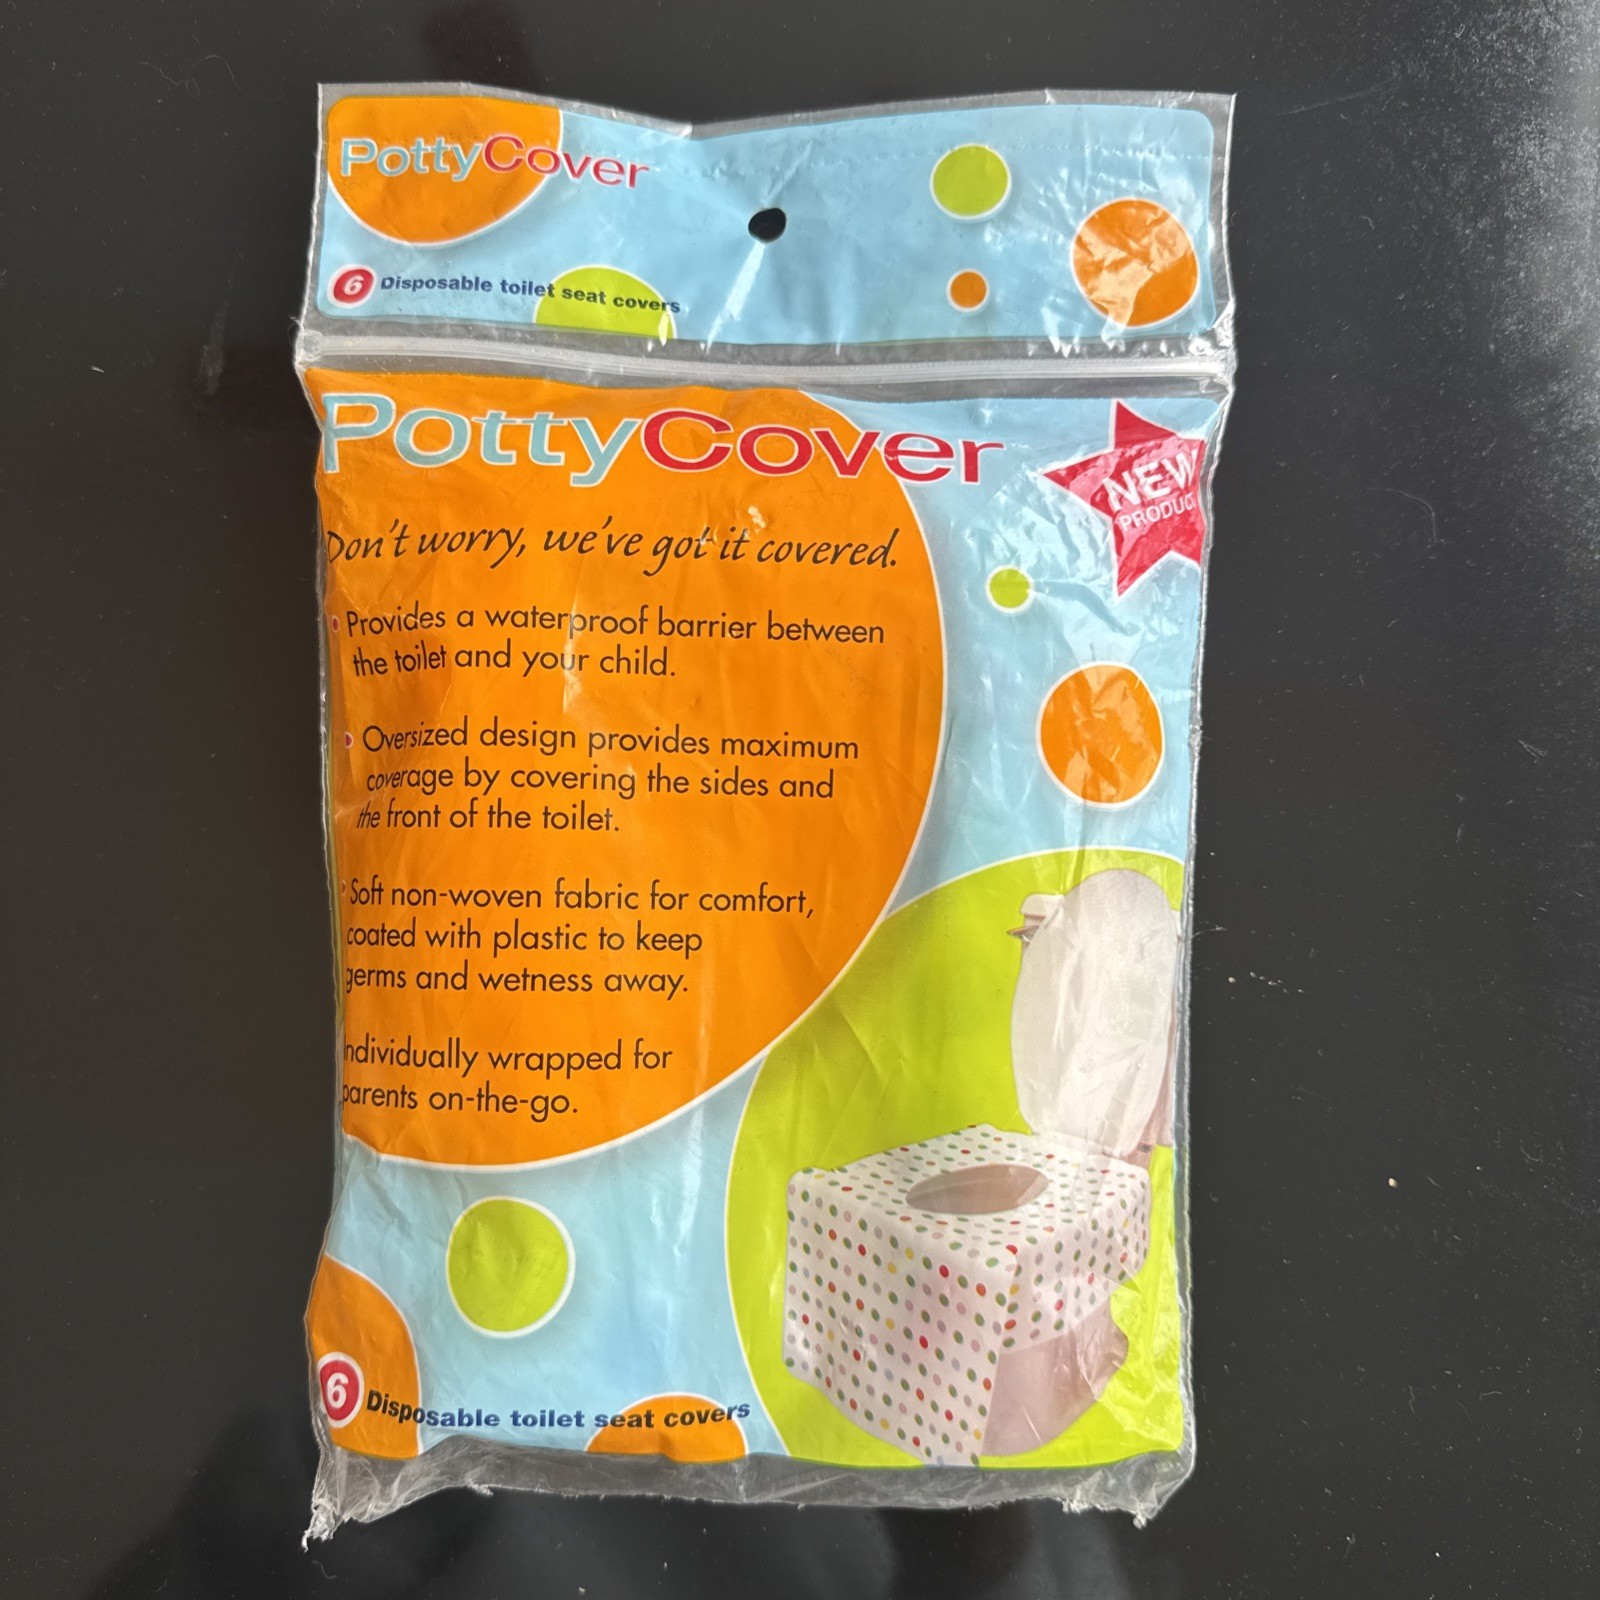 PottyCover
6 Disposable toilet seat covers
PottyCover
NEW
PRODUCT
Don't worry, we've got it covered.
• Provides a waterproof barrier between
the toilet and your child.
• Oversized design provides maximum
coverage by covering the sides and
the front of the toilet.
• Soft non-woven fabric for comfort,
coated with plastic to keep
germs and wetness away.
Individually wrapped for
parents on-the-go.
6 Disposable toilet seat covers